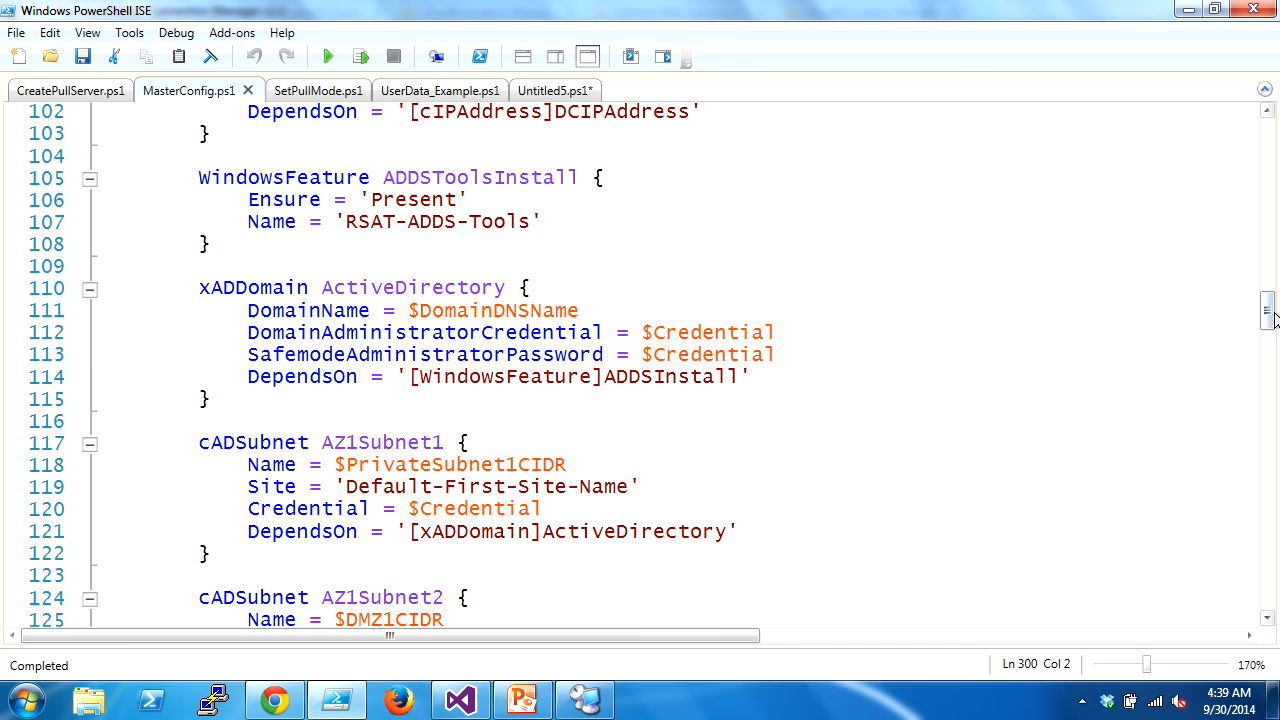 Windows PowerShell ISE
File Edit View Tools Debug Add-ons Help
CreatePullServer.ps1 MasterConfig.ps1 SetPullMode.ps1 UserData_Example.ps1 Untitled5.ps1*
102 DependsOn = '[cIPAddress]DCIPAddress'
103 }
104
105 WindowsFeature ADDSToolsInstall {
106 Ensure = 'Present'
107 Name = 'RSAT-ADDS-Tools'
108 }
109
110 xADDomain ActiveDirectory {
111 DomainName = $DomainDNSName
112 DomainAdministratorCredential = $Credential
113 SafemodeAdministratorPassword = $Credential
114 DependsOn = '[WindowsFeature]ADDSInstall'
115 }
116
117 cADSubnet AZ1Subnet1 {
118 Name = $PrivateSubnet1CIDR
119 Site = 'Default-First-Site-Name'
120 Credential = $Credential
121 DependsOn = '[xADDomain]ActiveDirectory'
122 }
123
124 cADSubnet AZ1Subnet2 {
125 Name = $DMZ1CIDR
Completed Ln 300 Col 2 170%
4:39 AM
9/30/2014